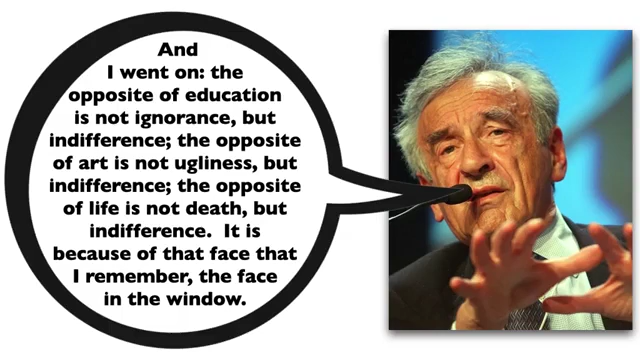 And
I went on: the
opposite of education
is not ignorance, but
indifference; the opposite
of art is not ugliness, but
indifference; the opposite
of life is not death, but
indifference.  It is
because of that face that
I remember, the face
in the window.